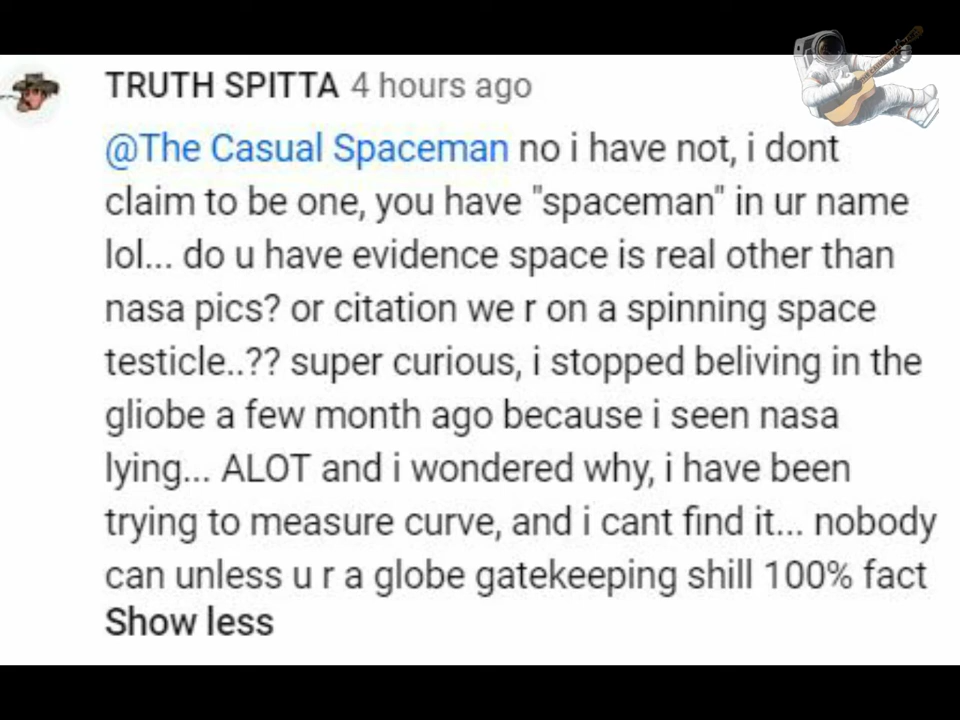 TRUTH SPITTA 4 hours ago
@The Casual Spaceman no i have not, i dont
claim to be one, you have "spaceman" in ur name
lol... do u have evidence space is real other than
nasa pics? or citation we r on a spinning space
testicle..?? super curious, i stopped beliving in the
gliobe a few month ago because i seen nasa
lying... ALOT and i wondered why, i have been
trying to measure curve, and i cant find it... nobody
can unless u r a globe gatekeeping shill 100% fact
Show less